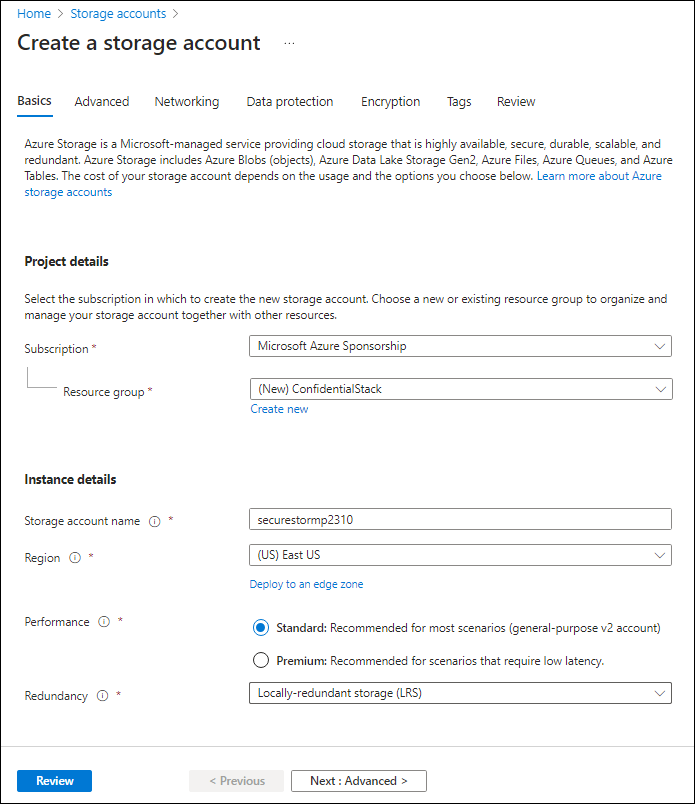 Home > Storage accounts >
Create a storage account ...
Basics Advanced Networking Data protection Encryption Tags Review
Azure Storage is a Microsoft-managed service providing cloud storage that is highly available, secure, durable, scalable, and
redundant. Azure Storage includes Azure Blobs (objects), Azure Data Lake Storage Gen2, Azure Files, Azure Queues, and Azure
Tables. The cost of your storage account depends on the usage and the options you choose below. Learn more about Azure
storage accounts
Project details
Select the subscription in which to create the new storage account. Choose a new or existing resource group to organize and
manage your storage account together with other resources.
Subscription * Microsoft Azure Sponsorship
Resource group * (New) ConfidentialStack
Create new
Instance details
Storage account name * securestormp2310
Region * (US) East US
Deploy to an edge zone
Performance * Standard: Recommended for most scenarios (general-purpose v2 account)
Premium: Recommended for scenarios that require low latency.
Redundancy * Locally-redundant storage (LRS)
Review < Previous Next : Advanced >